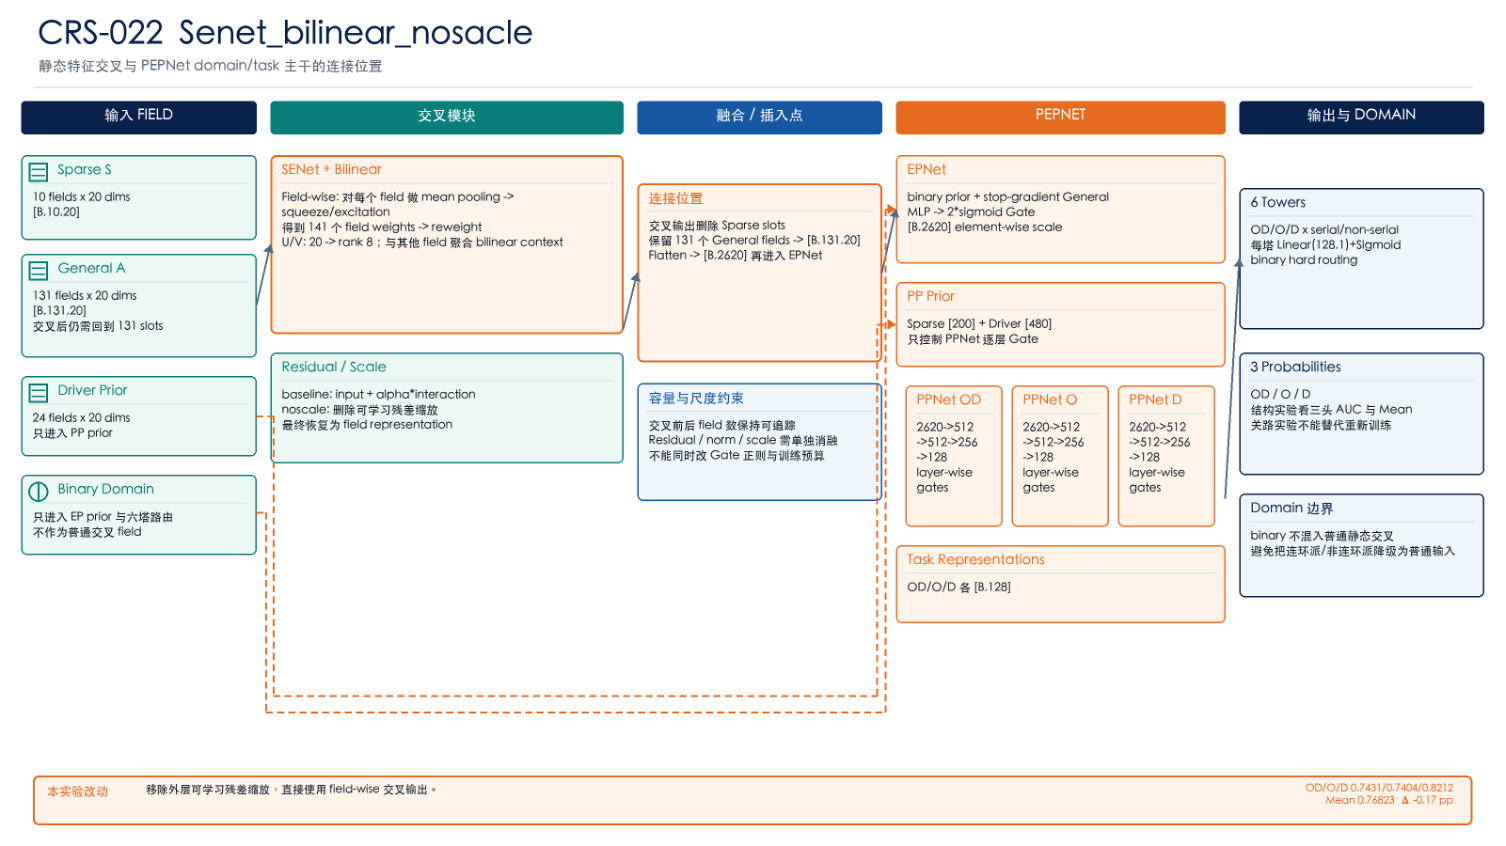 CRS-022 Senet_bilinear_nosacle
静态特征交叉与 PEPNet domain/task 主干的连接位置
输入 FIELD
交叉模块
融合 / 插入点
PEPNET
输出与 DOMAIN
Sparse S
10 fields x 20 dims
[B,10,20]
General A
131 fields x 20 dims
[B,131,20]
交叉后仍需回到 131 slots
Driver Prior
24 fields x 20 dims
只进入 PP prior
Binary Domain
只进入 EP prior 与六塔路由
不作为普通交叉 field
SENet + Bilinear
Field-wise: 对每个 field 做 mean pooling ->
squeeze/excitation
得到 141 个 field weights -> reweight
U/V: 20 -> rank 8；与其他 field 聚合 bilinear context
Residual / Scale
baseline: input + alpha*interaction
noscale: 删除可学习残差缩放
最终恢复为 field representation
连接位置
交叉输出删除 Sparse slots
保留 131 个 General fields -> [B,131,20]
Flatten -> [B,2620] 再进入 EPNet
容量与尺度约束
交叉前后 field 数保持可追踪
Residual / norm / scale 需单独消融
不能同时改 Gate 正则与训练预算
EPNet
binary prior + stop-gradient General
MLP -> 2*sigmoid Gate
[B,2620] element-wise scale
PP Prior
Sparse [200] + Driver [480]
只控制 PPNet 逐层 Gate
PPNet OD
2620->512
->512->256
->128
layer-wise
gates
PPNet O
2620->512
->512->256
->128
layer-wise
gates
PPNet D
2620->512
->512->256
->128
layer-wise
gates
Task Representations
OD/O/D 各 [B,128]
6 Towers
OD/O/D x serial/non-serial
每塔 Linear(128,1)+Sigmoid
binary hard routing
3 Probabilities
OD / O / D
结构实验看三头 AUC 与 Mean
关路实验不能替代重新训练
Domain 边界
binary 不混入普通静态交叉
避免把连环派/非连环派降级为普通输入
本实验改动
移除外层可学习残差缩放，直接使用 field-wise 交叉输出。
OD/O/D 0.7431/0.7404/0.8212
Mean 0.76823 Δ -0.17 pp